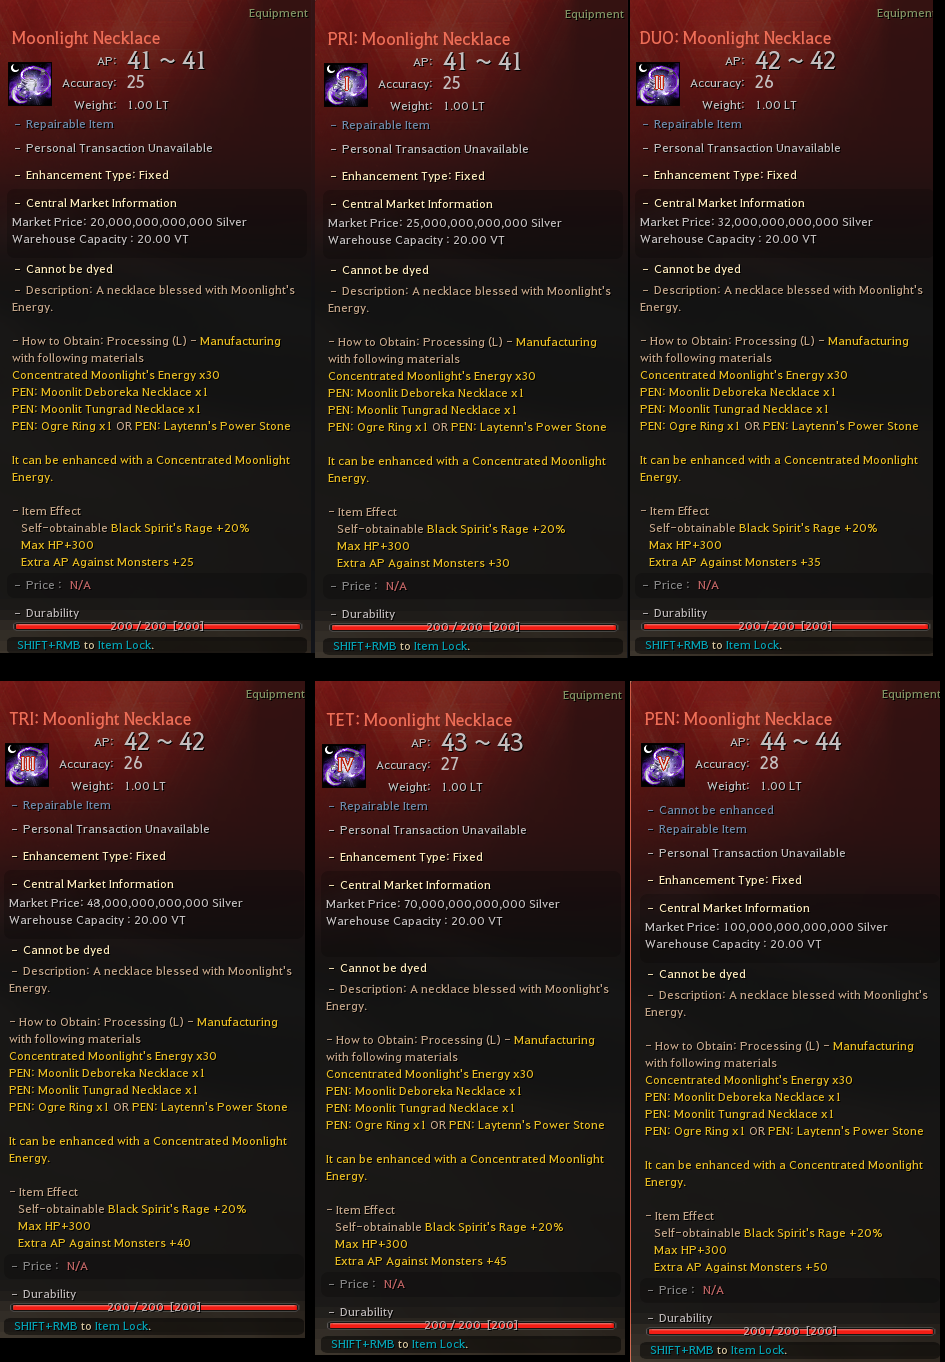 Equipment
Moonlight Necklace
AP: 41 ~ 41
Accuracy: 25
Weight: 1.00 LT
- Repairable Item
- Personal Transaction Unavailable
- Enhancement Type: Fixed
- Central Market Information
Market Price: 20,000,000,000,000 Silver
Warehouse Capacity : 20.00 VT
- Cannot be dyed
- Description: A necklace blessed with Moonlight's
Energy.
- How to Obtain: Processing (L) - Manufacturing
with following materials
Concentrated Moonlight's Energy x30
PEN: Moonlit Deboreka Necklace x1
PEN: Moonlit Tungrad Necklace x1
PEN: Ogre Ring x1 OR PEN: Laytenn's Power Stone
It can be enhanced with a Concentrated Moonlight
Energy.
- Item Effect
Self-obtainable Black Spirit's Rage +20%
Max HP+300
Extra AP Against Monsters +25
- Price : N/A
- Durability
200 / 200 [200]
SHIFT+RMB to Item Lock.
Equipment
PRI: Moonlight Necklace
I
AP: 41 ~ 41
Accuracy: 25
Weight: 1.00 LT
- Repairable Item
- Personal Transaction Unavailable
- Enhancement Type: Fixed
- Central Market Information
Market Price: 25,000,000,000,000 Silver
Warehouse Capacity : 20.00 VT
- Cannot be dyed
- Description: A necklace blessed with Moonlight's
Energy.
- How to Obtain: Processing (L) - Manufacturing
with following materials
Concentrated Moonlight's Energy x30
PEN: Moonlit Deboreka Necklace x1
PEN: Moonlit Tungrad Necklace x1
PEN: Ogre Ring x1 OR PEN: Laytenn's Power Stone
It can be enhanced with a Concentrated Moonlight
Energy.
- Item Effect
Self-obtainable Black Spirit's Rage +20%
Max HP+300
Extra AP Against Monsters +30
- Price : N/A
- Durability
200 / 200 [200]
SHIFT+RMB to Item Lock.
Equipment
DUO: Moonlight Necklace
II
AP: 42 ~ 42
Accuracy: 26
Weight: 1.00 LT
- Repairable Item
- Personal Transaction Unavailable
- Enhancement Type: Fixed
- Central Market Information
Market Price: 32,000,000,000,000 Silver
Warehouse Capacity : 20.00 VT
- Cannot be dyed
- Description: A necklace blessed with Moonlight's
Energy.
- How to Obtain: Processing (L) - Manufacturing
with following materials
Concentrated Moonlight's Energy x30
PEN: Moonlit Deboreka Necklace x1
PEN: Moonlit Tungrad Necklace x1
PEN: Ogre Ring x1 OR PEN: Laytenn's Power Stone
It can be enhanced with a Concentrated Moonlight
Energy.
- Item Effect
Self-obtainable Black Spirit's Rage +20%
Max HP+300
Extra AP Against Monsters +35
- Price : N/A
- Durability
200 / 200 [200]
SHIFT+RMB to Item Lock.
Equipment
TRI: Moonlight Necklace
III
AP: 42 ~ 42
Accuracy: 26
Weight: 1.00 LT
- Repairable Item
- Personal Transaction Unavailable
- Enhancement Type: Fixed
- Central Market Information
Market Price: 48,000,000,000,000 Silver
Warehouse Capacity : 20.00 VT
- Cannot be dyed
- Description: A necklace blessed with Moonlight's
Energy.
- How to Obtain: Processing (L) - Manufacturing
with following materials
Concentrated Moonlight's Energy x30
PEN: Moonlit Deboreka Necklace x1
PEN: Moonlit Tungrad Necklace x1
PEN: Ogre Ring x1 OR PEN: Laytenn's Power Stone
It can be enhanced with a Concentrated Moonlight
Energy.
- Item Effect
Self-obtainable Black Spirit's Rage +20%
Max HP+300
Extra AP Against Monsters +40
- Price : N/A
- Durability
200 / 200 [200]
SHIFT+RMB to Item Lock.
Equipment
TET: Moonlight Necklace
IV
AP: 43 ~ 43
Accuracy: 27
Weight: 1.00 LT
- Repairable Item
- Personal Transaction Unavailable
- Enhancement Type: Fixed
- Central Market Information
Market Price: 70,000,000,000,000 Silver
Warehouse Capacity : 20.00 VT
- Cannot be dyed
- Description: A necklace blessed with Moonlight's
Energy.
- How to Obtain: Processing (L) - Manufacturing
with following materials
Concentrated Moonlight's Energy x30
PEN: Moonlit Deboreka Necklace x1
PEN: Moonlit Tungrad Necklace x1
PEN: Ogre Ring x1 OR PEN: Laytenn's Power Stone
It can be enhanced with a Concentrated Moonlight
Energy.
- Item Effect
Self-obtainable Black Spirit's Rage +20%
Max HP+300
Extra AP Against Monsters +45
- Price : N/A
- Durability
200 / 200 [200]
SHIFT+RMB to Item Lock.
Equipment
PEN: Moonlight Necklace
V
AP: 44 ~ 44
Accuracy: 28
Weight: 1.00 LT
- Cannot be enhanced
- Repairable Item
- Personal Transaction Unavailable
- Enhancement Type: Fixed
- Central Market Information
Market Price: 100,000,000,000,000 Silver
Warehouse Capacity : 20.00 VT
- Cannot be dyed
- Description: A necklace blessed with Moonlight's
Energy.
- How to Obtain: Processing (L) - Manufacturing
with following materials
Concentrated Moonlight's Energy x30
PEN: Moonlit Deboreka Necklace x1
PEN: Moonlit Tungrad Necklace x1
PEN: Ogre Ring x1 OR PEN: Laytenn's Power Stone
It can be enhanced with a Concentrated Moonlight
Energy.
- Item Effect
Self-obtainable Black Spirit's Rage +20%
Max HP+300
Extra AP Against Monsters +50
- Price : N/A
- Durability
200 / 200 [200]
SHIFT+RMB to Item Lock.